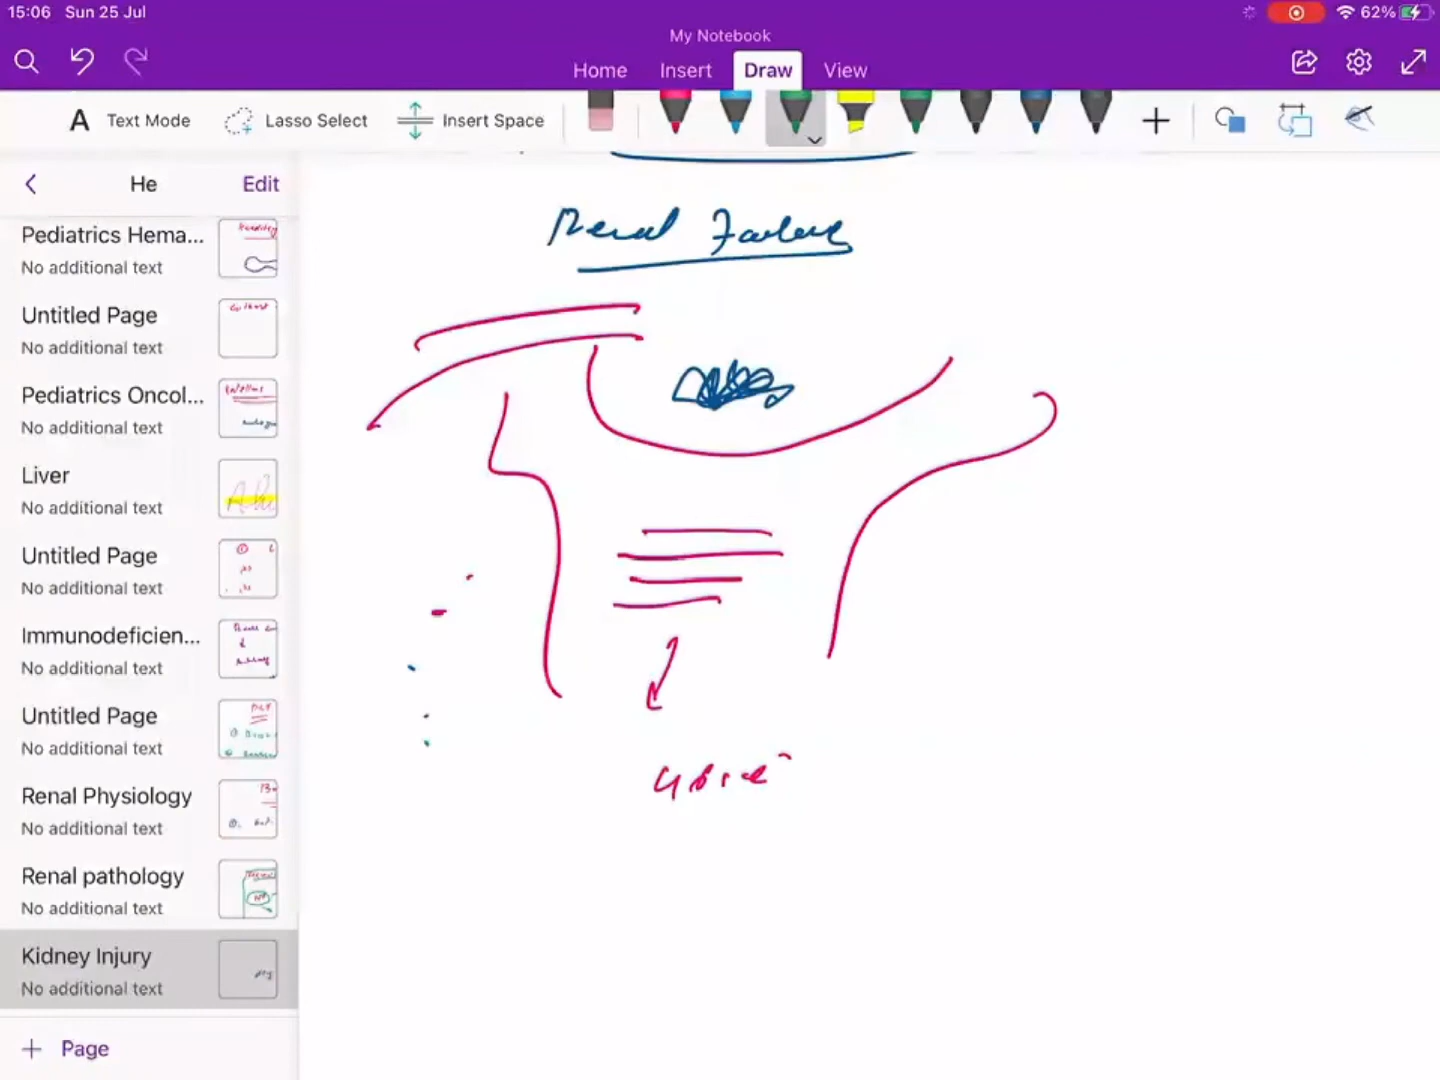 15:06 Sun 25 Jul
62%
My Notebook
Home Insert Draw View
A Text Mode Lasso Select Insert Space
He Edit
Pediatrics Hema...
No additional text
Untitled Page
No additional text
Pediatrics Oncol...
No additional text
Liver
No additional text
Untitled Page
No additional text
Immunodeficien...
No additional text
Untitled Page
No additional text
Renal Physiology
No additional text
Renal pathology
No additional text
Kidney Injury
No additional text
+ Page
Renal Failure